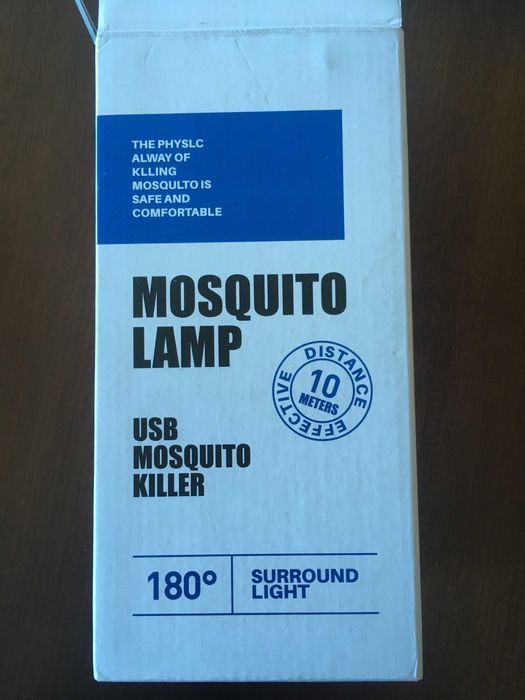 THE PHYSLC
ALWAY OF
KLLING
MOSQULTO IS
SAFE AND
COMFORTABLE
MOSQUITO
LAMP
DISTANCE
10
METERS
EFFECTIVE
USB
MOSQUITO
KILLER
180° SURROUND
LIGHT